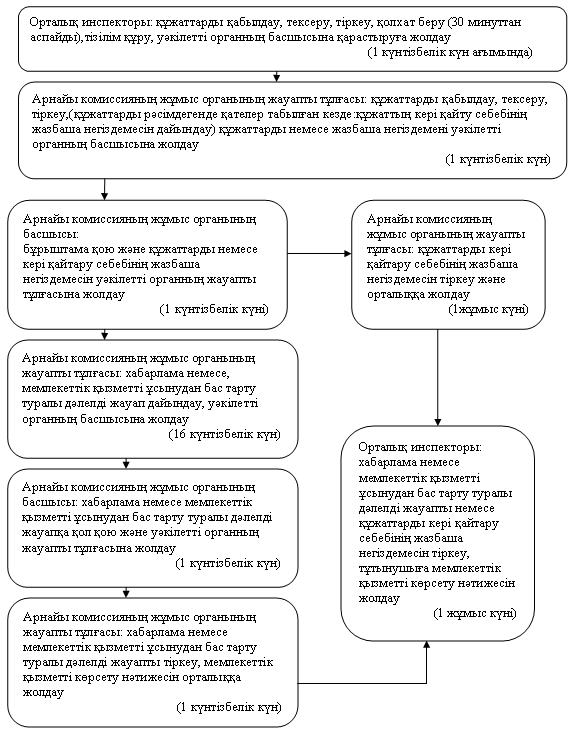 Орталық инспекторы: құжаттарды қабылдау, тексеру, тіркеу, қолхат беру (30 минуттан
аспайды),тізілім құру, уәкілетті органның басшысына қарастыруға жолдау
(1 күнтізбелік күн ағымында)
Арнайы комиссияның жұмыс органының жауапты тұлғасы: құжаттарды қабылдау, тексеру,
тіркеу,(құжаттарды рәсімдегенде қателер табылған кезде:құжаттың кері қайту себебінің
жазбаша негіздемесін дайындау) құжаттарды немесе жазбаша негіздемені уәкілетті
органның басшысына жолдау
(1 күнтізбелік күн)
Арнайы комиссияның жұмыс органының
басшысы:
бұрыштама қою және құжаттарды немесе
кері қайтару себебінің жазбаша
негіздемесін уәкілетті органның жауапты
тұлғасына жолдау
(1 күнтізбелік күні)
Арнайы комиссияның
жұмыс органының жауапты
тұлғасы: құжаттарды кері
қайтару себебінің жазбаша
негіздемесін тіркеу және
орталыққа жолдау
(1жұмыс күні)
Арнайы комиссияның жұмыс органының
жауапты тұлғасы: хабарлама немесе,
мемлекеттік қызметті ұсынудан бас тарту
туралы дәлелді жауап дайындау, уәкілетті
органның басшысына жолдау
(16 күнтізбелік күн)
Арнайы комиссияның жұмыс органының
басшысы: хабарлама немесе мемлекеттік
қызметті ұсынудан бас тарту туралы дәлелді
жауапқа қол қою және уәкілетті органның
жауапты тұлғасына жолдау
(1 күнтізбелік күн)
Арнайы комиссияның жұмыс органының
жауапты тұлғасы: хабарлама немесе
мемлекеттік қызметті ұсынудан бас тарту
туралы дәлелді жауапты тіркеу, мемлекеттік
қызметті көрсету нәтижесін орталыққа
жолдау
(1 күнтізбелік күн)
Орталық инспекторы:
хабарлама немесе
мемлекеттік қызметті
ұсынудан бас тарту туралы
дәлелді жауапты немесе
құжаттарды кері қайтару
себебінің жазбаша
негіздемесін тіркеу,
тұтынушыға мемлекеттік
қызметті көрсету нәтижесін
жолдау
(1 жұмыс күні)